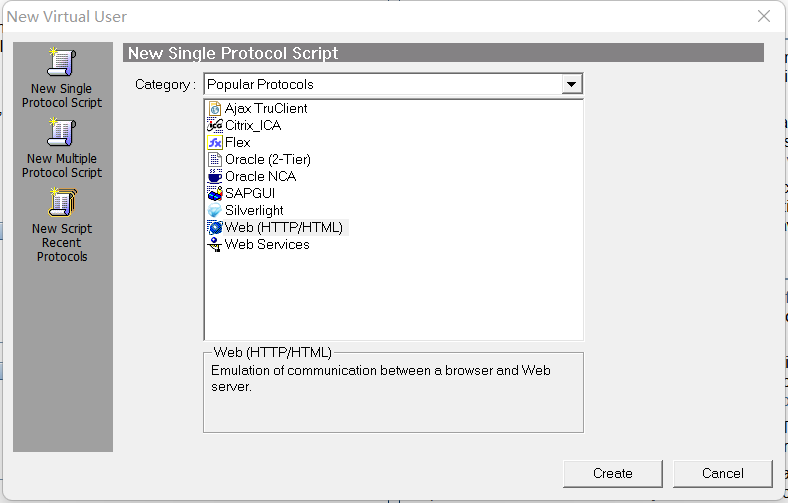 New Virtual User
New Single Protocol Script
New Single
Protocol Script
New Multiple
Protocol Script
New Script
Recent
Protocols
Category :
Popular Protocols
Ajax TruClient
Citrix_ICA
Flex
Oracle (2-Tier)
Oracle NCA
SAPGUI
Silverlight
Web (HTTP/HTML)
Web Services
Web (HTTP/HTML)
Emulation of communication between a browser and Web
server.
Create
Cancel